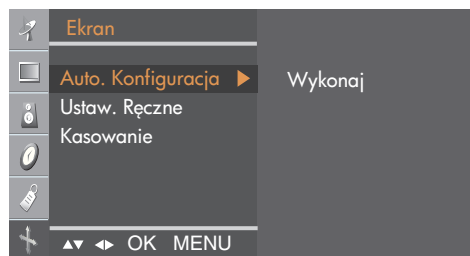 Ekran
Auto. Konfiguracja ▶ Wykonaj
Ustaw. Ręczne
Kasowanie
▲▼ ◀▶ OK MENU